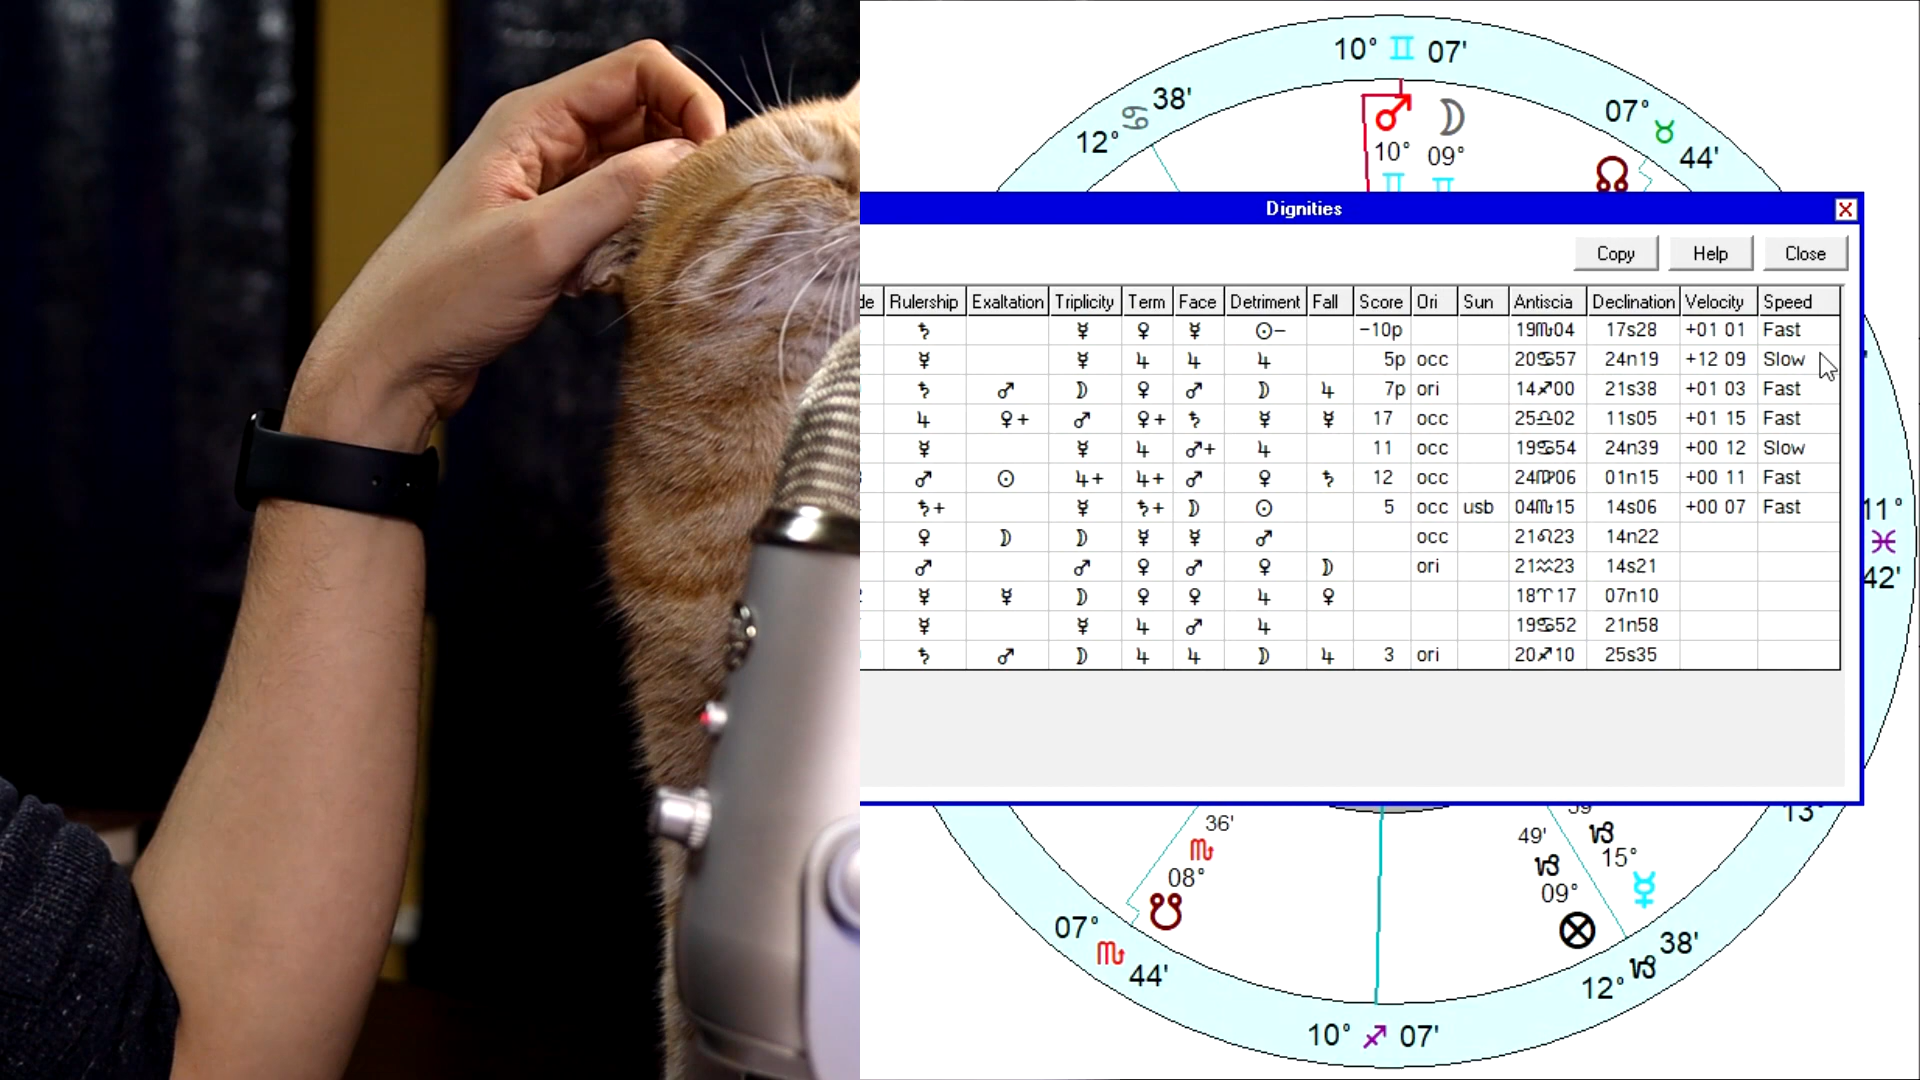 10° ♊ 07'
12° ♋ 38'
07° ♉ 44'
♂ ☽
10° 09°
♊ ♊
☊
Dignities
Copy Help Close
de Rulership Exaltation Triplicity Term Face Detriment Fall Score Ori Sun Antiscia Declination Velocity Speed
♄ ☿ ♀ ☿ ☉− −10p 19♏04 17s28 +01 01 Fast
☿ ☿ ♃ ♃ ♃ 5p occ 20♋57 24n19 +12 09 Slow
♄ ♂ ☽ ♀ ♂ ☽ ♃ 7p ori 14♐00 21s38 +01 03 Fast
♃ ♀+ ♂ ♀+ ♄ ☿ ☿ 17 occ 25♎02 11s05 +01 15 Fast
☿ ☿ ♃ ♂+ ♃ 11 occ 19♋54 24n39 +00 12 Slow
♂ ☉ ♃+ ♃+ ♂ ♀ ♄ 12 occ 24♍06 01n15 +00 11 Fast
♄+ ☿ ♄+ ☽ ☉ 5 occ usb 04♏15 14s06 +00 07 Fast
♀ ☽ ☽ ☿ ☿ ♂ occ 21♌23 14n22
♂ ♂ ♀ ♂ ♀ ☽ ori 21♒23 14s21
☿ ☿ ☽ ♀ ♀ ♃ ♀ 18♈17 07n10
☿ ☿ ♃ ♂ ♃ 19♋52 21n58
♄ ♂ ☽ ♃ ♃ ☽ ♃ 3 ori 20♐10 25s35
11°
♓
42'
13°
36'
♏
08°
☋
49'
♑
09°
⊗
39'
♑
15°
☿
07° ♏ 44'
12° ♑ 38'
10° ♐ 07'